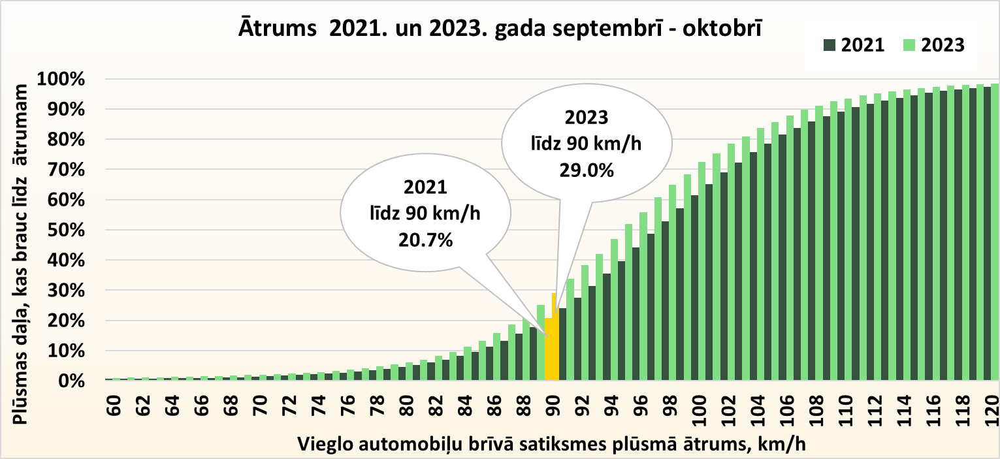 Ātrums  2021. un 2023. gada septembrī - oktobrī
2021
2023
Plūsmas daļa, kas brauc līdz  ātrumam
100%
90%
80%
70%
60%
50%
40%
30%
20%
10%
0%
2023
līdz 90 km/h
29.0%
2021
līdz 90 km/h
20.7%
60 62 64 66 68 70 72 74 76 78 80 82 84 86 88 90 92 94 96 98 100 102 104 106 108 110 112 114 116 118 120
Vieglo automobiļu brīvā satiksmes plūsmā ātrums, km/h